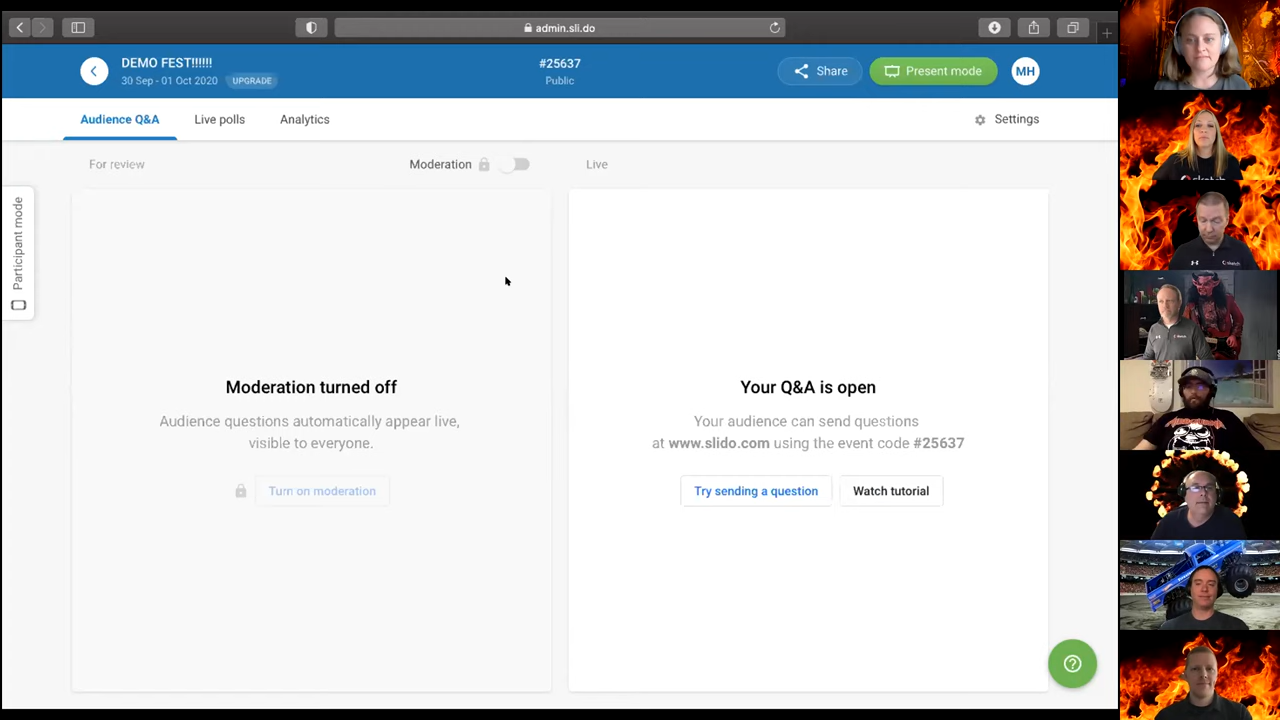 admin.sli.do
DEMO FEST!!!!!!
30 Sep - 01 Oct 2020
UPGRADE
#25637
Public
Share
Present mode
MH
Audience Q&A
Live polls
Analytics
Settings
For review
Moderation
Live
Participant mode
Moderation turned off
Audience questions automatically appear live,
visible to everyone.
Turn on moderation
Your Q&A is open
Your audience can send questions
at www.slido.com using the event code #25637
Try sending a question
Watch tutorial
sketch